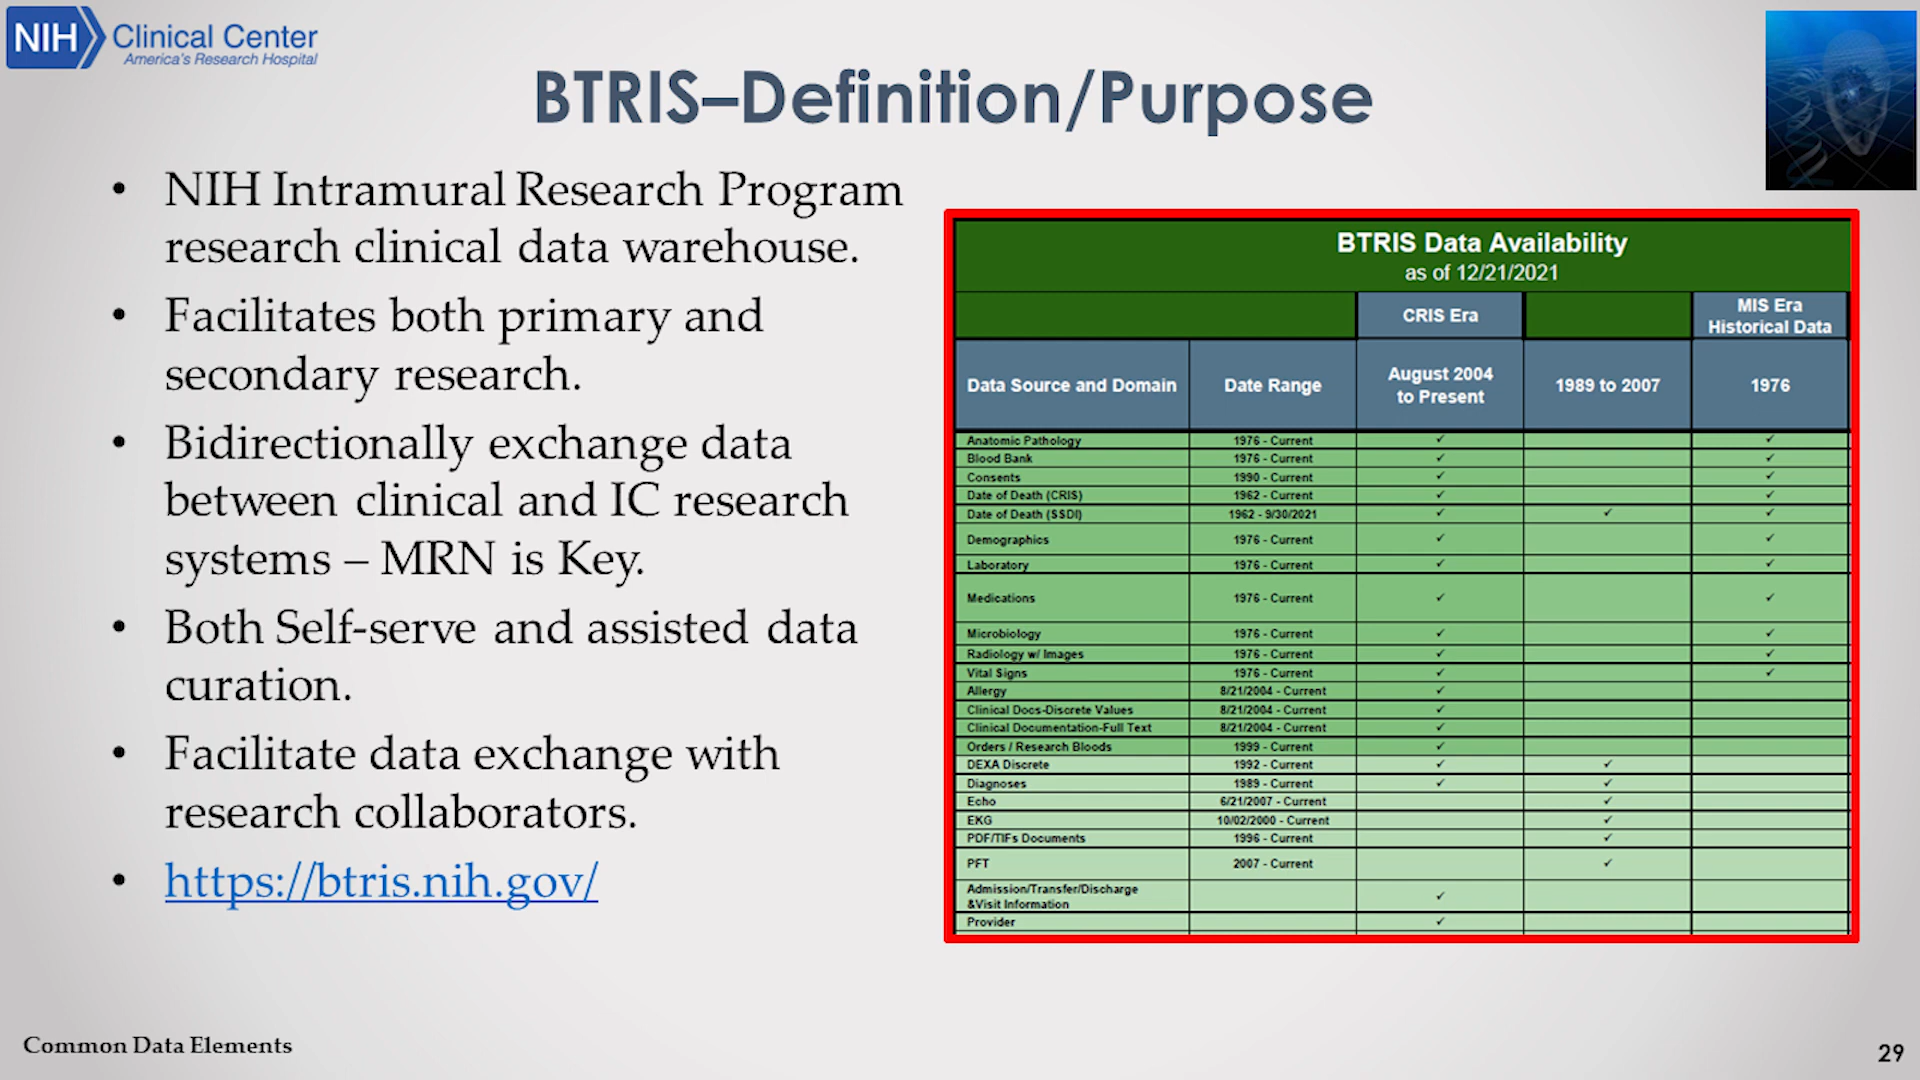 NIH Clinical Center
America's Research Hospital
BTRIS–Definition/Purpose
• NIH Intramural Research Program
research clinical data warehouse.
• Facilitates both primary and
secondary research.
• Bidirectionally exchange data
between clinical and IC research
systems – MRN is Key.
• Both Self-serve and assisted data
curation.
• Facilitate data exchange with
research collaborators.
• https://btris.nih.gov/
BTRIS Data Availability
as of 12/21/2021
CRIS Era
MIS Era
Historical Data
Data Source and Domain Date Range August 2004 to Present 1989 to 2007 1976
Anatomic Pathology 1976 - Current ✓ ✓
Blood Bank 1976 - Current ✓ ✓
Consents 1990 - Current ✓ ✓
Date of Death (CRIS) 1962 - Current ✓ ✓
Date of Death (SSDI) 1962 - 9/30/2021 ✓ ✓ ✓
Demographics 1976 - Current ✓ ✓
Laboratory 1976 - Current ✓ ✓
Medications 1976 - Current ✓ ✓
Microbiology 1976 - Current ✓ ✓
Radiology w/ Images 1976 - Current ✓ ✓
Vital Signs 1976 - Current ✓ ✓
Allergy 8/21/2004 - Current ✓
Clinical Docs-Discrete Values 8/21/2004 - Current ✓
Clinical Documentation-Full Text 8/21/2004 - Current ✓
Orders / Research Bloods 1999 - Current ✓
DEXA Discrete 1992 - Current ✓ ✓
Diagnoses 1989 - Current ✓ ✓
Echo 6/21/2007 - Current ✓
EKG 10/02/2000 - Current ✓
PDF/TIFs Documents 1996 - Current ✓
PFT 2007 - Current ✓
Admission/Transfer/Discharge
&Visit Information ✓
Provider ✓
Common Data Elements
29